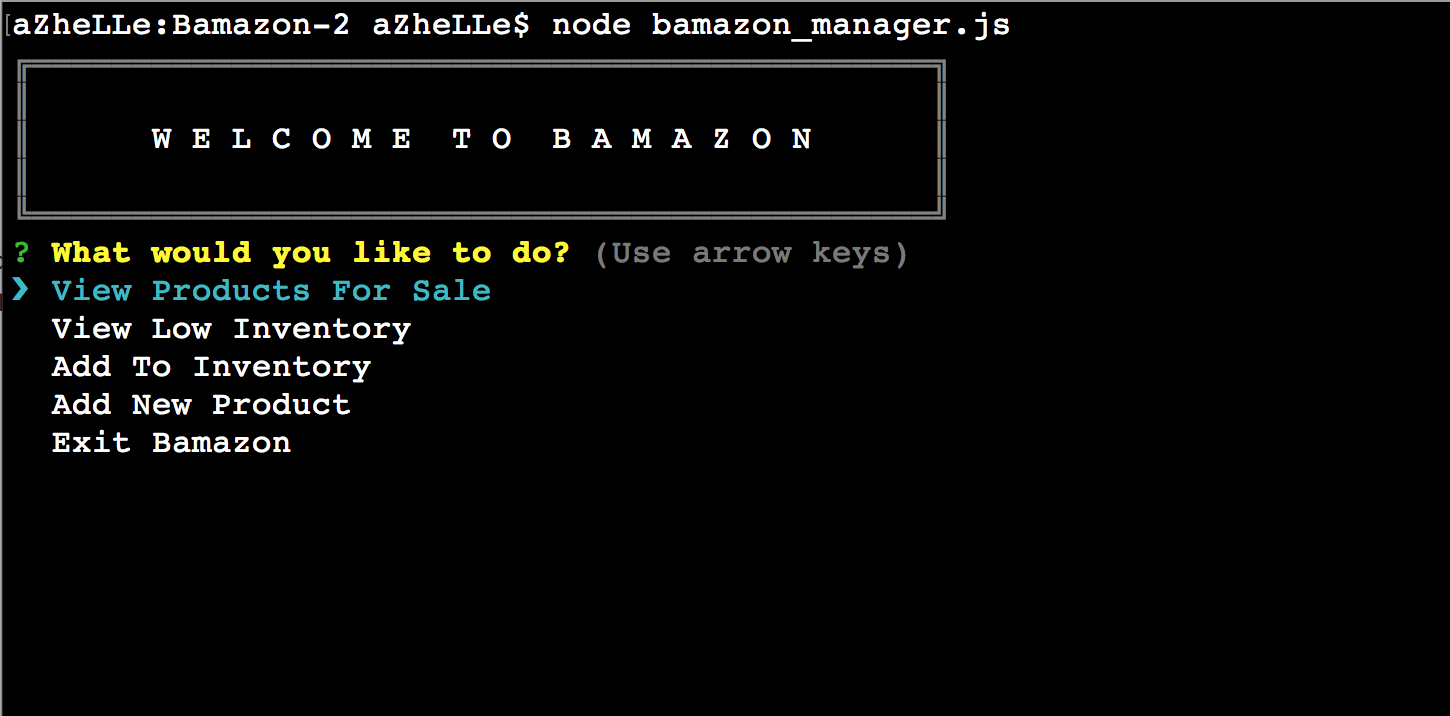 aZheLLe:Bamazon-2 aZheLLe$ node bamazon_manager.js
W E L C O M E  T O  B A M A Z O N
? What would you like to do? (Use arrow keys)
❯ View Products For Sale
View Low Inventory
Add To Inventory
Add New Product
Exit Bamazon